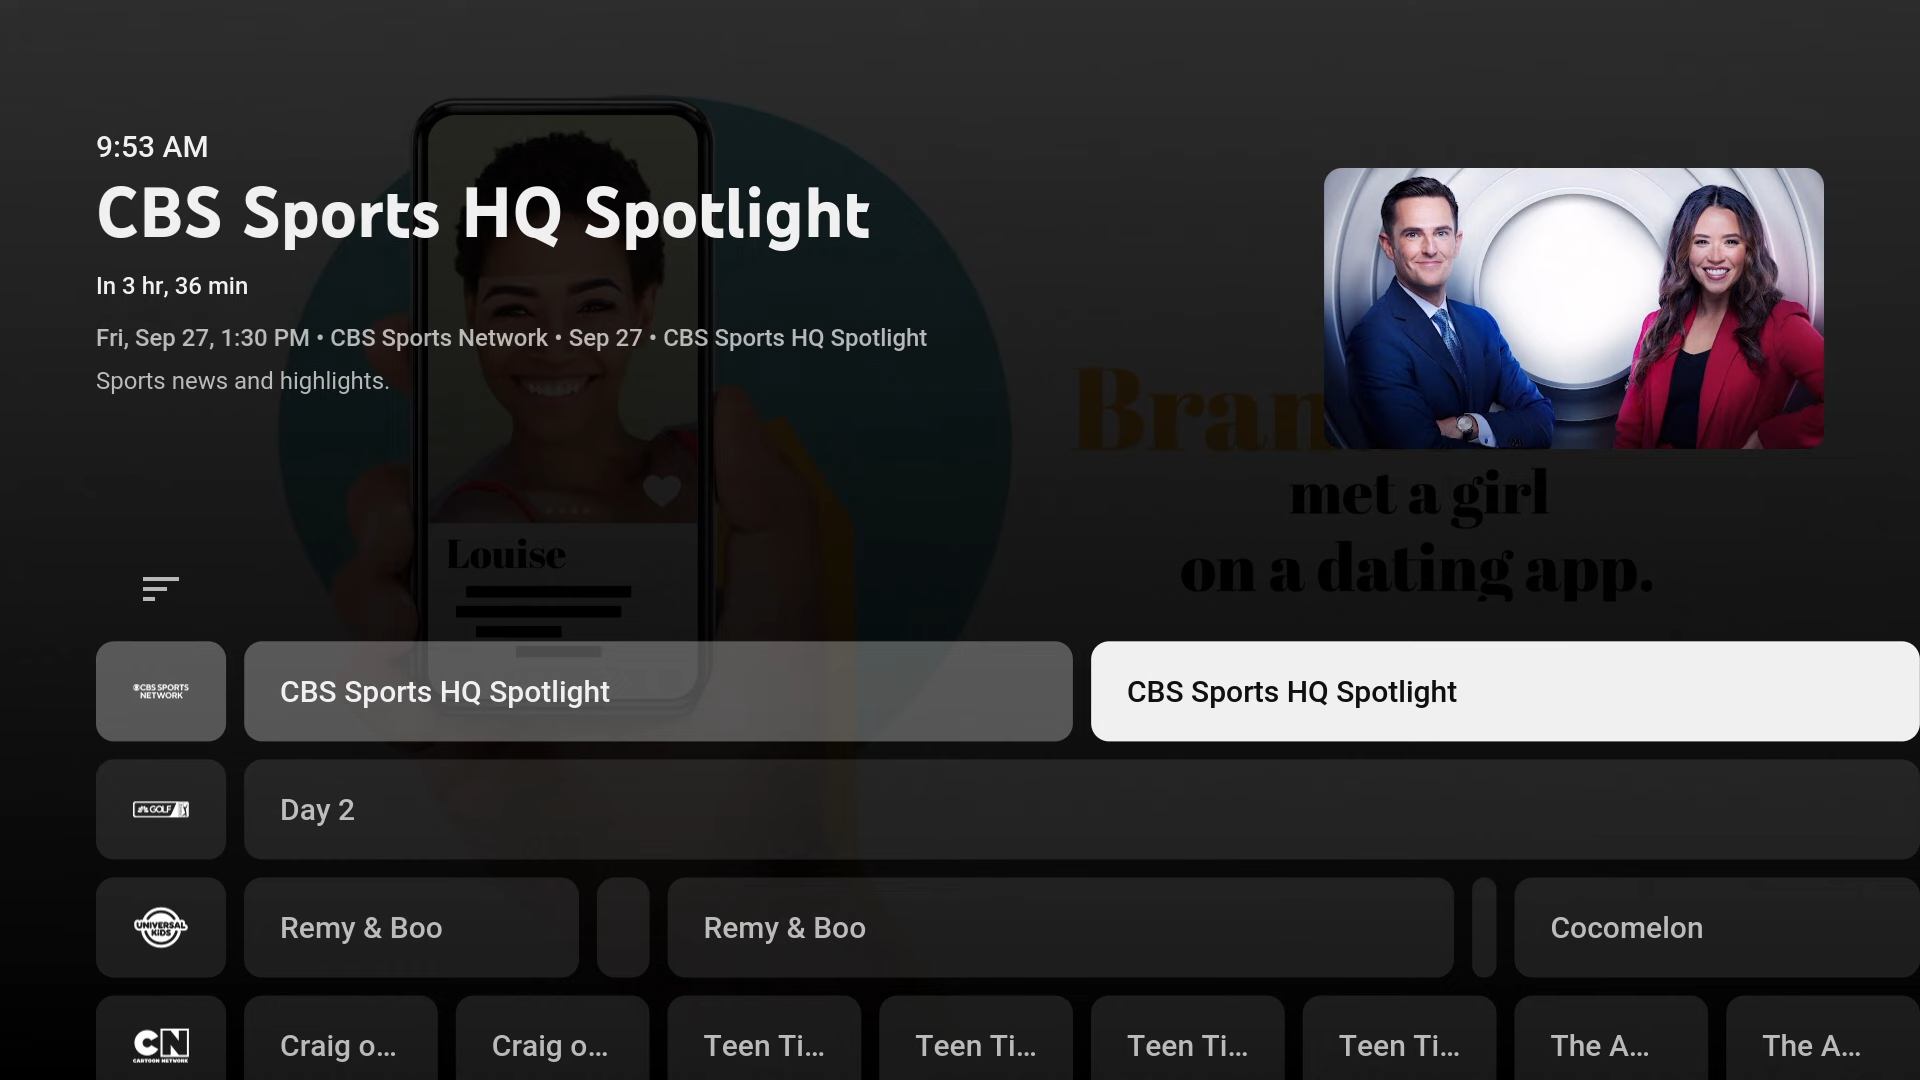 9:53 AM
CBS Sports HQ Spotlight
In 3 hr, 36 min
Fri, Sep 27, 1:30 PM • CBS Sports Network • Sep 27 • CBS Sports HQ Spotlight
Sports news and highlights.
Bran
met a girl
on a dating app.
Louise
CBS SPORTS
NETWORK
CBS Sports HQ Spotlight
CBS Sports HQ Spotlight
GOLF
Day 2
UNIVERSAL
KIDS
Remy & Boo
Remy & Boo
Cocomelon
CN
CARTOON NETWORK
Craig o...
Craig o...
Teen Ti...
Teen Ti...
Teen Ti...
Teen Ti...
The A...
The A...